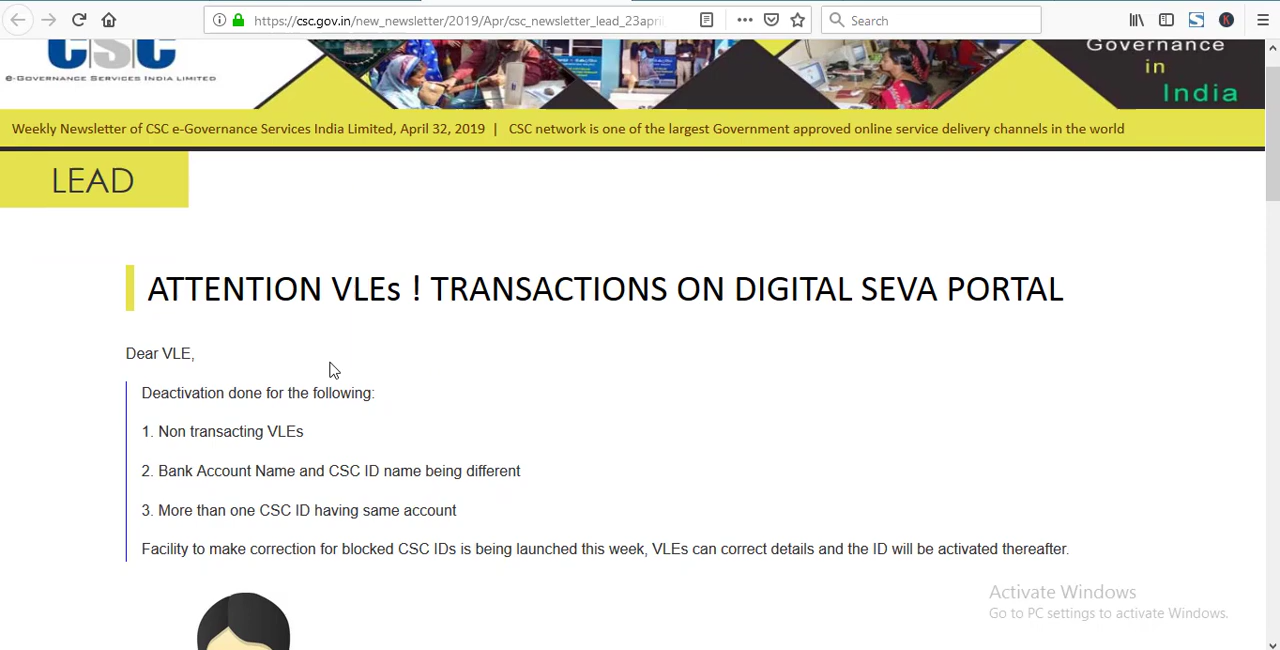 https://csc.gov.in/new_newsletter/2019/Apr/csc_newsletter_lead_23apri
Search
CSC
e-GOVERNANCE SERVICES INDIA LIMITED
Governance
in
India
Weekly Newsletter of CSC e-Governance Services India Limited, April 32, 2019 | CSC network is one of the largest Government approved online service delivery channels in the world
LEAD
ATTENTION VLEs ! TRANSACTIONS ON DIGITAL SEVA PORTAL
Dear VLE,
Deactivation done for the following:
1. Non transacting VLEs
2. Bank Account Name and CSC ID name being different
3. More than one CSC ID having same account
Facility to make correction for blocked CSC IDs is being launched this week, VLEs can correct details and the ID will be activated thereafter.
Activate Windows
Go to PC settings to activate Windows.